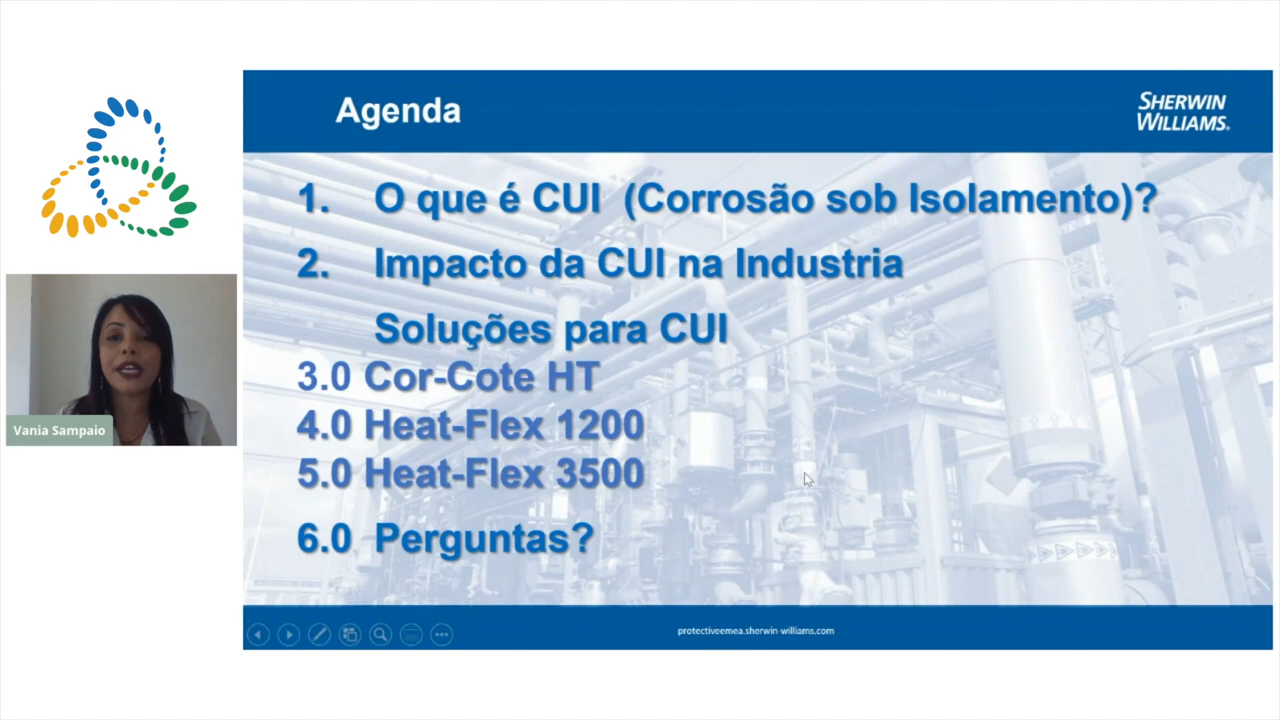 Agenda
SHERWIN
WILLIAMS.
1. O que é CUI (Corrosão sob Isolamento)?
2. Impacto da CUI na Industria
Soluções para CUI
3.0 Cor-Cote HT
4.0 Heat-Flex 1200
5.0 Heat-Flex 3500
6.0 Perguntas?
Vania Sampaio
protectiveemea.sherwin-williams.com